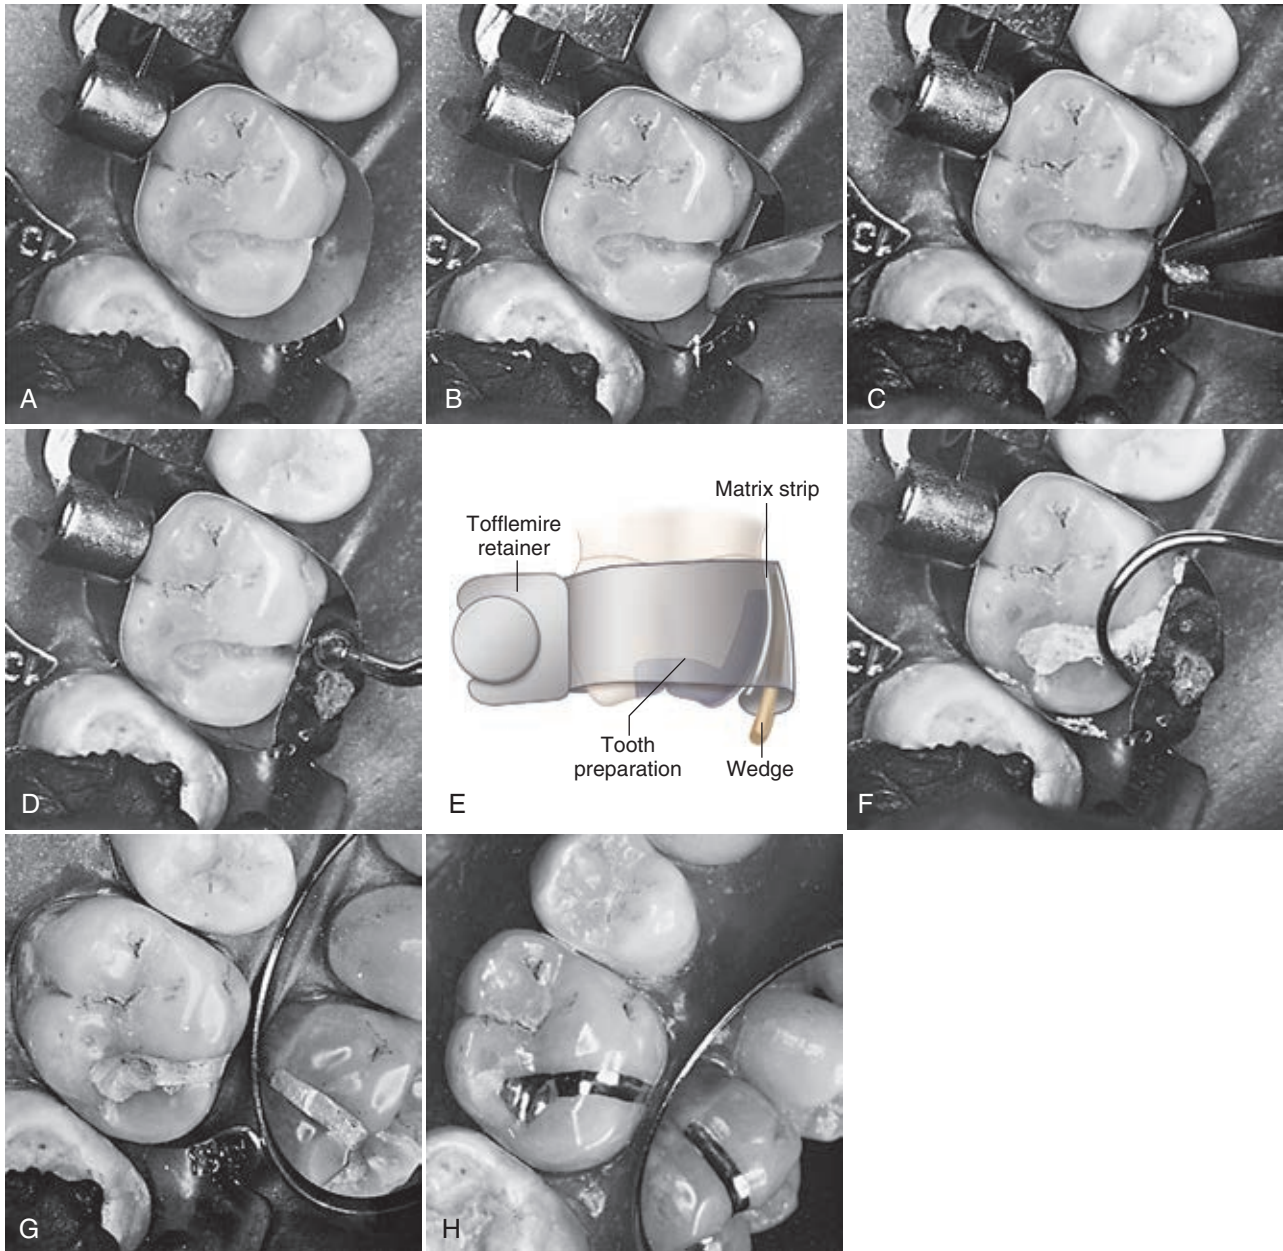 A
B
C
D
Tofflemire
retainer
Matrix strip
Tooth
preparation
Wedge
E
F
G
H